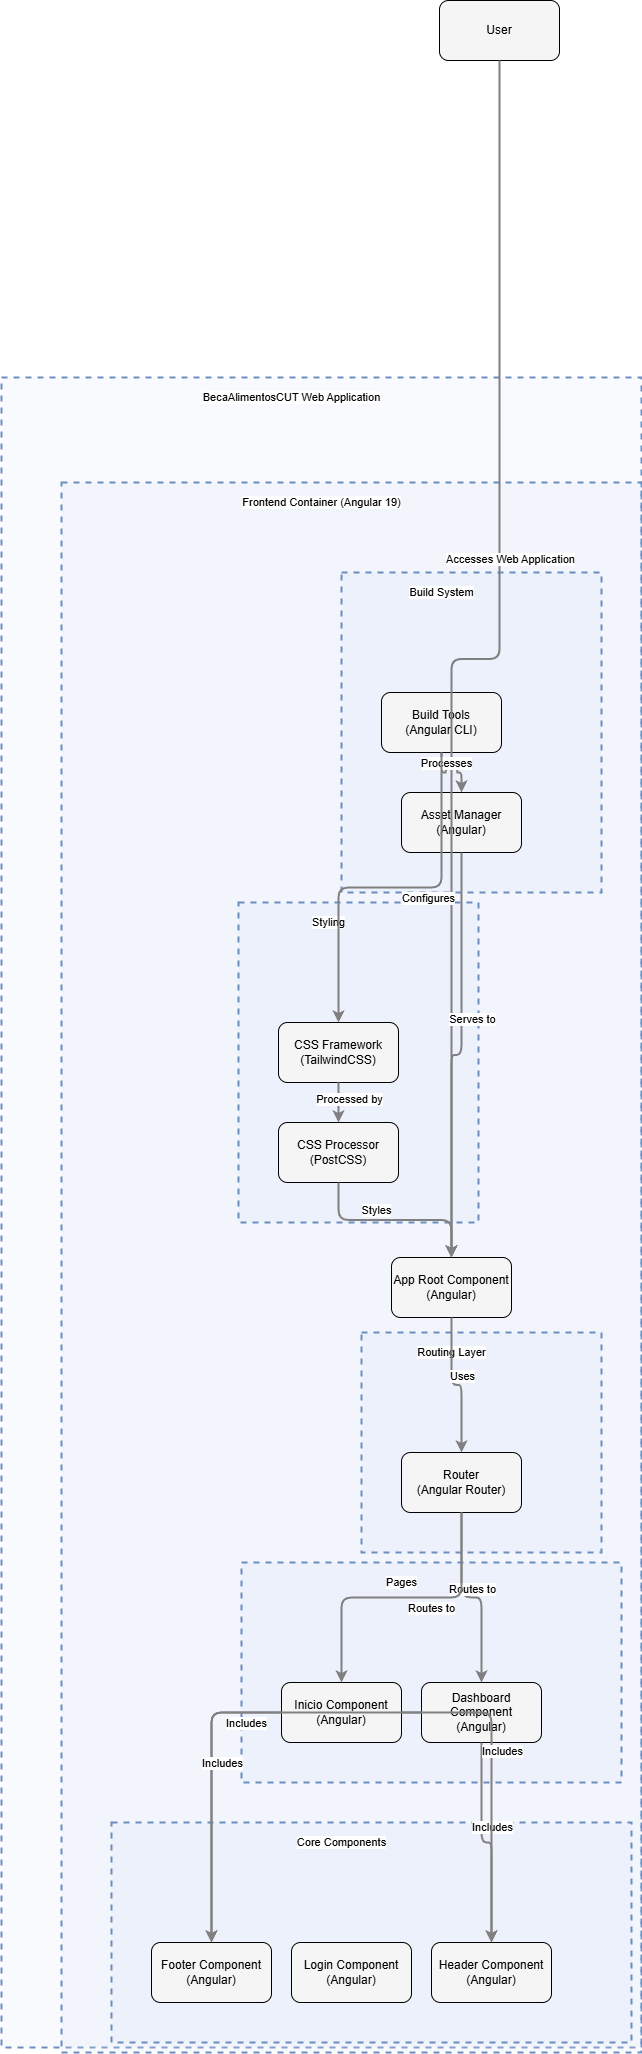 User
BecaAlimentosCUT Web Application
Frontend Container (Angular 19)
Accesses Web Application
Build System
Build Tools
(Angular CLI)
Processes
Asset Manager
(Angular)
Configures
Styling
Serves to
CSS Framework
(TailwindCSS)
Processed by
CSS Processor
(PostCSS)
Styles
App Root Component
(Angular)
Routing Layer
Uses
Router
(Angular Router)
Pages
Routes to
Routes to
Inicio Component
(Angular)
Dashboard
Component
(Angular)
Includes
Includes
Includes
Includes
Core Components
Footer Component
(Angular)
Login Component
(Angular)
Header Component
(Angular)